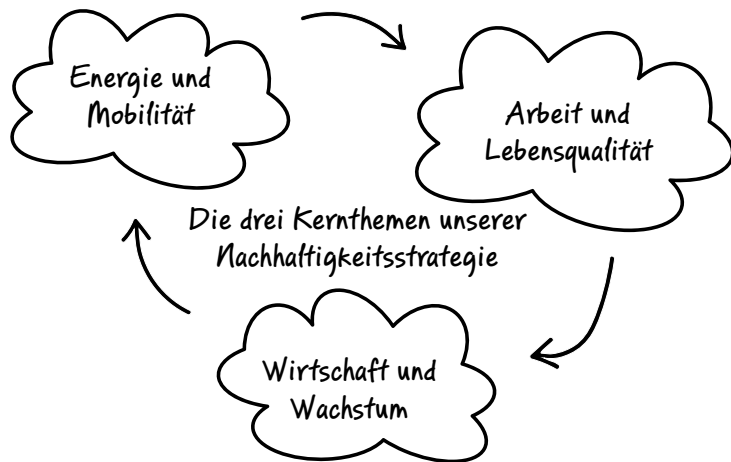 Energie und
Mobilität
Arbeit und
Lebensqualität
Die drei Kernthemen unserer
Nachhaltigkeitsstrategie
Wirtschaft und
Wachstum